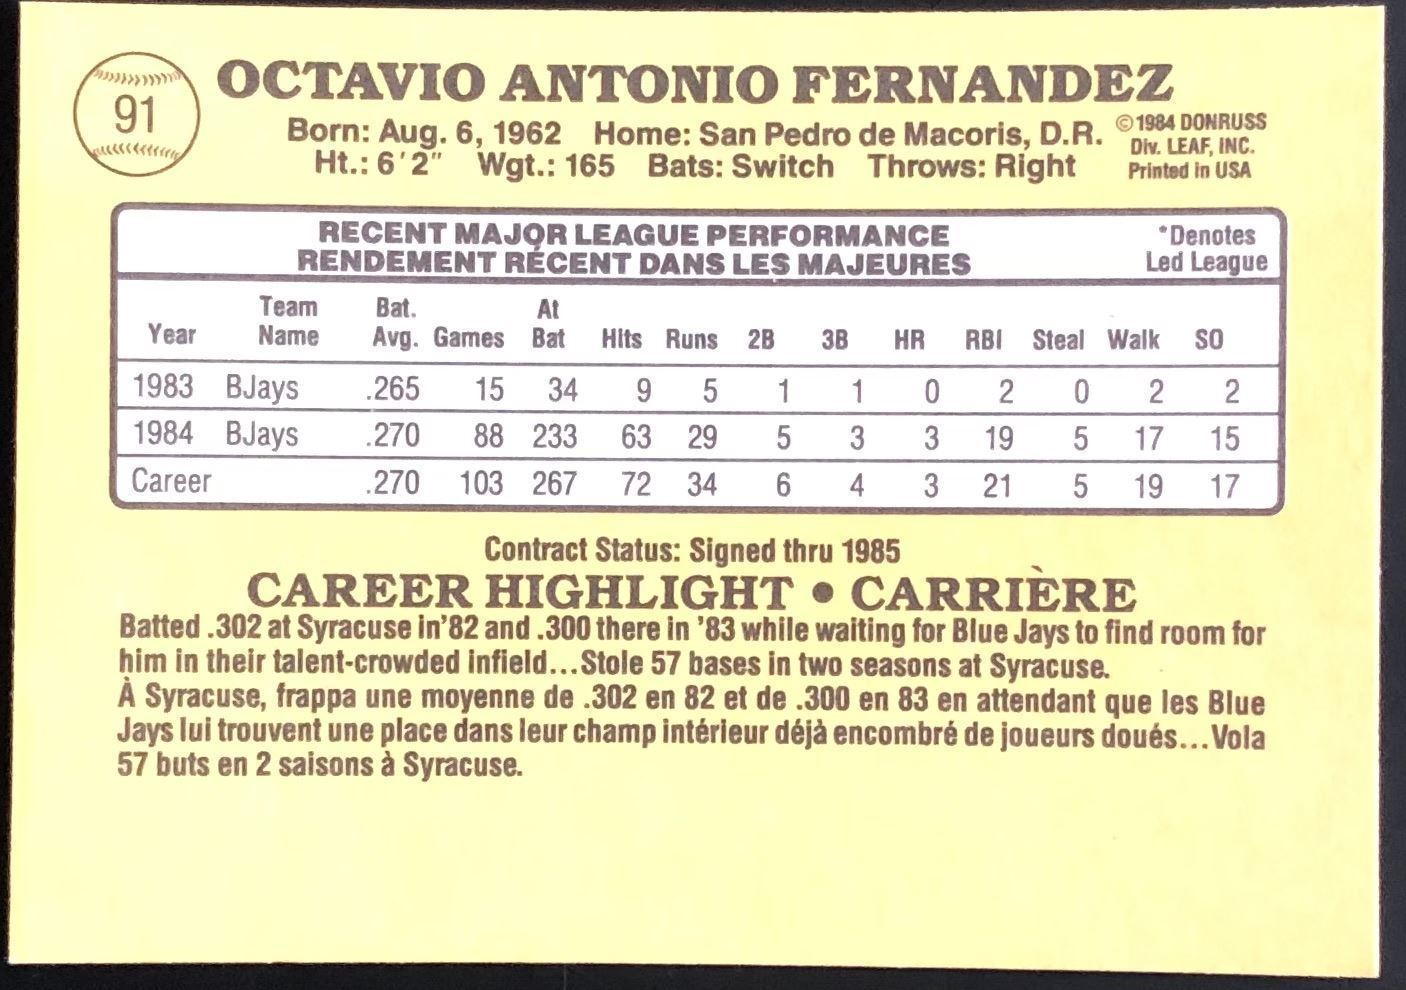 91
OCTAVIO ANTONIO FERNANDEZ
Born: Aug. 6, 1962 Home: San Pedro de Macoris, D.R.
Ht.: 6'2" Wgt.: 165 Bats: Switch Throws: Right
©1984 DONRUSS
Div. LEAF, INC.
Printed in USA
RECENT MAJOR LEAGUE PERFORMANCE
RENDEMENT RÉCENT DANS LES MAJEURES
*Denotes
Led League
Year Team Name Bat. Avg. Games At Bat Hits Runs 2B 3B HR RBI Steal Walk SO
1983 BJays .265 15 34 9 5 1 1 0 2 0 2 2
1984 BJays .270 88 233 63 29 5 3 3 19 5 17 15
Career .270 103 267 72 34 6 4 3 21 5 19 17
Contract Status: Signed thru 1985
CAREER HIGHLIGHT • CARRIÈRE
Batted .302 at Syracuse in'82 and .300 there in '83 while waiting for Blue Jays to find room for
him in their talent-crowded infield...Stole 57 bases in two seasons at Syracuse.
À Syracuse, frappa une moyenne de .302 en 82 et de .300 en 83 en attendant que les Blue
Jays lui trouvent une place dans leur champ intérieur déjà encombré de joueurs doués...Vola
57 buts en 2 saisons à Syracuse.